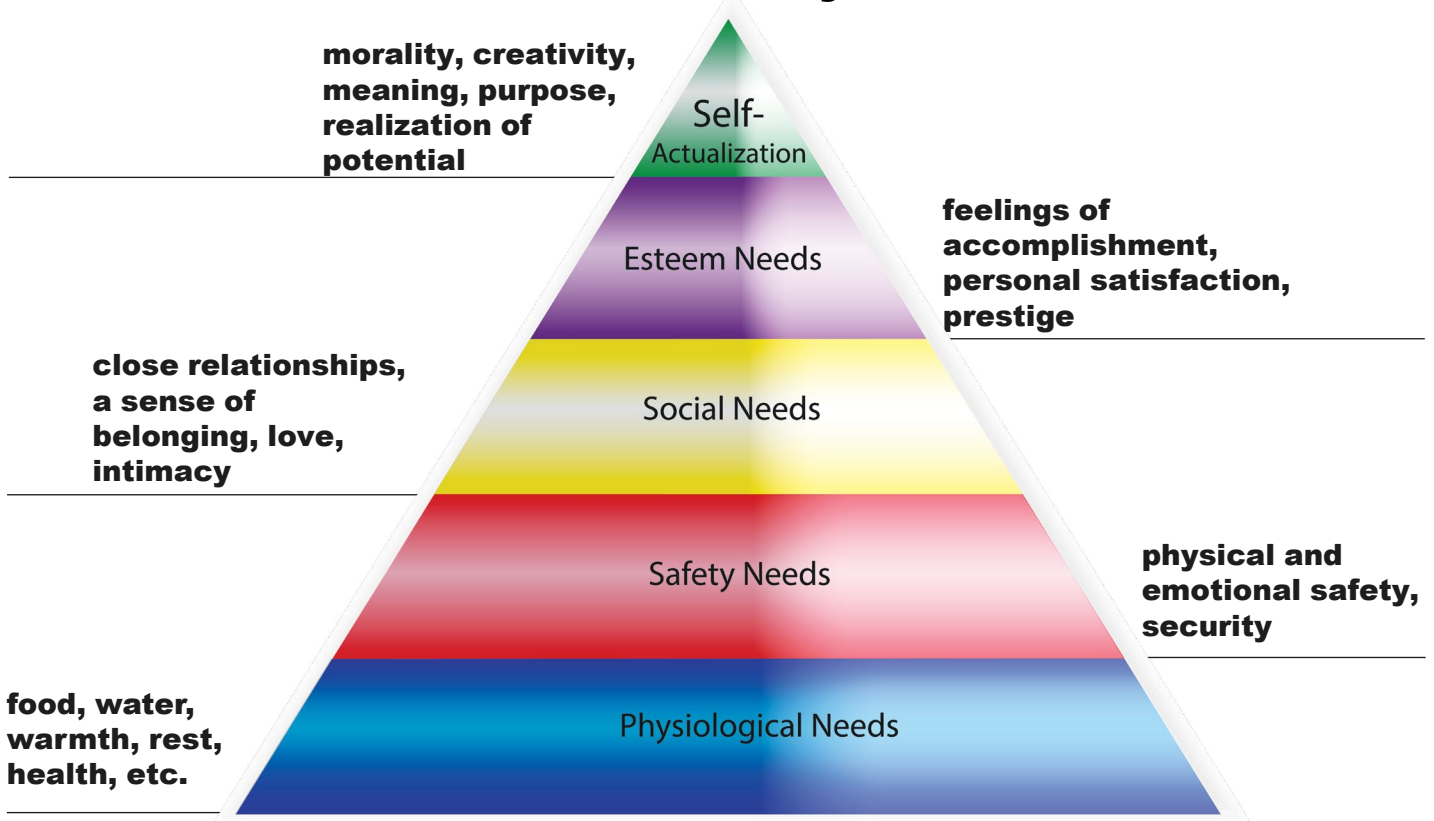 morality, creativity,
meaning, purpose,
realization of
potential
Self-
Actualization
feelings of
accomplishment,
personal satisfaction,
prestige
Esteem Needs
close relationships,
a sense of
belonging, love,
intimacy
Social Needs
physical and
emotional safety,
security
Safety Needs
food, water,
warmth, rest,
health, etc.
Physiological Needs